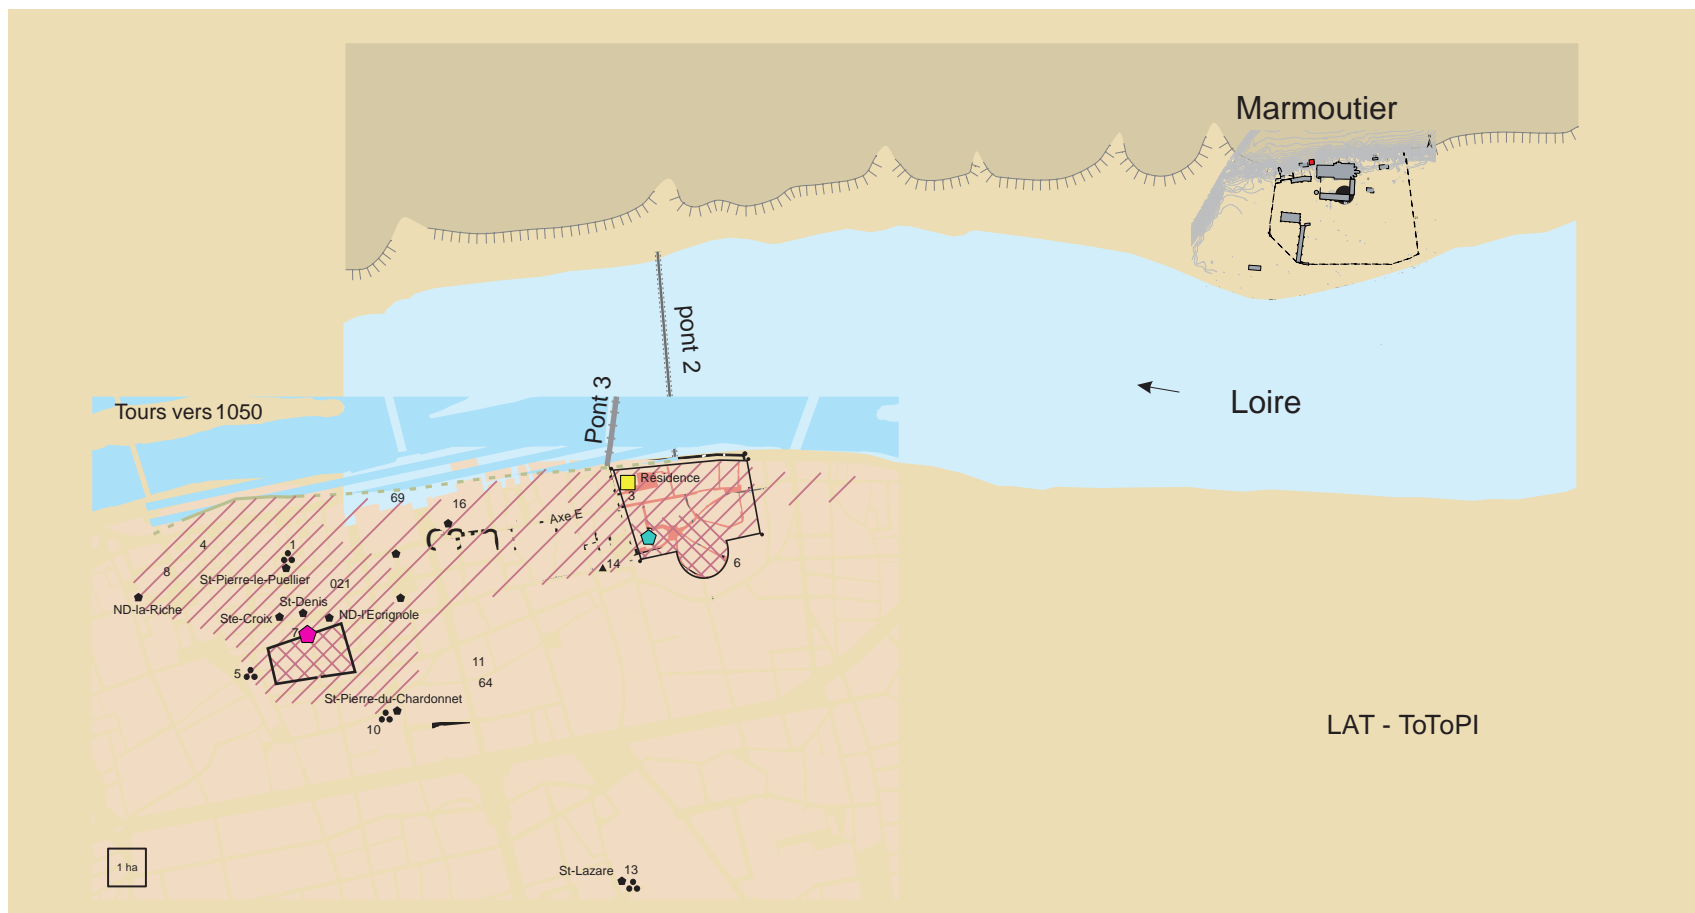 Marmoutier
pont 2
Pont 3
Loire
Tours vers 1050
Résidence
3
69
16
Axe E
4
1
8
14
6
St-Pierre-le-Puellier
021
St-Denis
ND-la-Riche
Ste-Croix
ND-l'Ecrignole
7
11
5
64
St-Pierre-du-Chardonnet
10
LAT - ToToPI
1 ha
St-Lazare
13